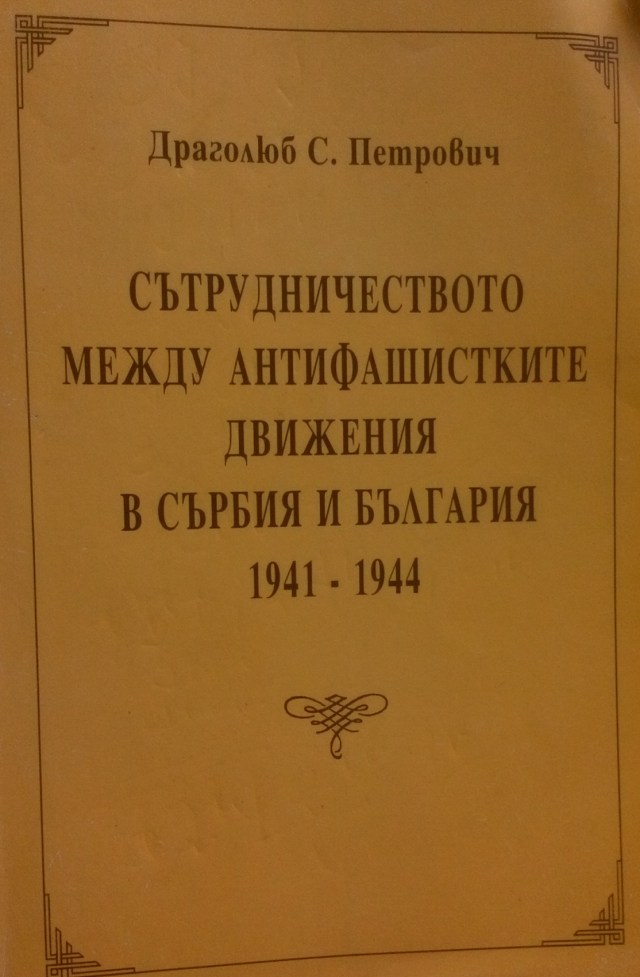 Драголюб С. Петрович
СЪТРУДНИЧЕСТВОТО
МЕЖДУ АНТИФАШИСТКИТЕ
ДВИЖЕНИЯ
В СЪРБИЯ И БЪЛГАРИЯ
1941 - 1944